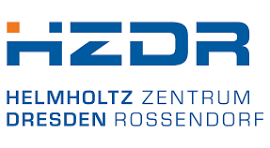 HZDR
HELMHOLTZ ZENTRUM
DRESDEN ROSSENDORF